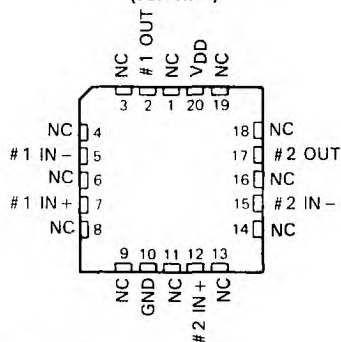 NC
#1 OUT
NC
VDD
NC
3 2 1 20 19
NC 4
#1 IN- 5
NC 6
#1 IN+ 7
NC 8
18 NC
17 #2 OUT
16 NC
15 #2 IN-
14 NC
9 10 11 12 13
NC
GND
NC
#2 IN+
NC